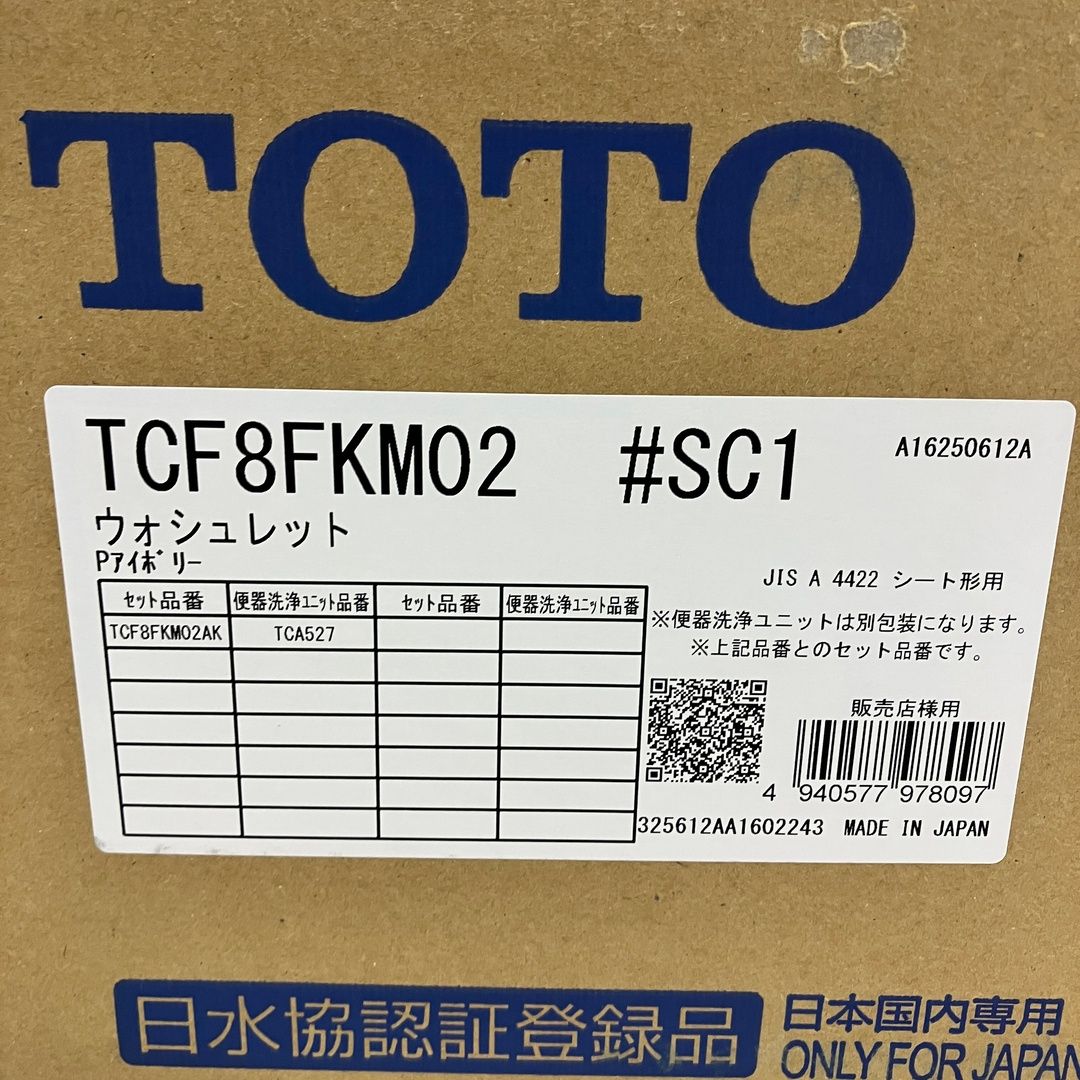 TOTO
TCF8FKM02 #SC1 A16250612A
ウォシュレット
Pアイボリー
JIS A 4422 シート形用
セット品番 便器洗浄ユニット品番 セット品番 便器洗浄ユニット品番
TCF8FKM02AK TCA527
※便器洗浄ユニットは別包装になります。
※上記品番とのセット品番です。
販売店様用
4 940577 978097
325612AA1602243 MADE IN JAPAN
日水協認証登録品
日本国内専用
ONLY FOR JAPAN